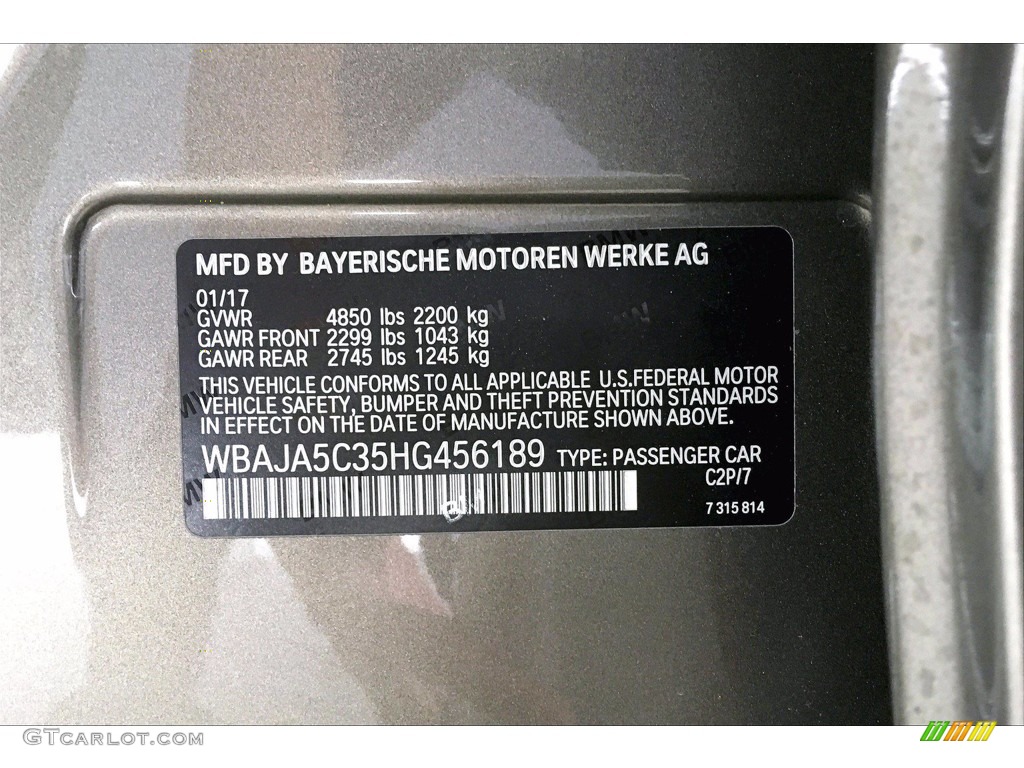 MFD BY BAYERISCHE MOTOREN WERKE AG
01/17
GVWR 4850 lbs 2200 kg
GAWR FRONT 2299 lbs 1043 kg
GAWR REAR 2745 lbs 1245 kg
THIS VEHICLE CONFORMS TO ALL APPLICABLE U.S.FEDERAL MOTOR
VEHICLE SAFETY, BUMPER AND THEFT PREVENTION STANDARDS
IN EFFECT ON THE DATE OF MANUFACTURE SHOWN ABOVE.
WBAJA5C35HG456189 TYPE: PASSENGER CAR
C2P/7
7 315 814
GTCarLot.com